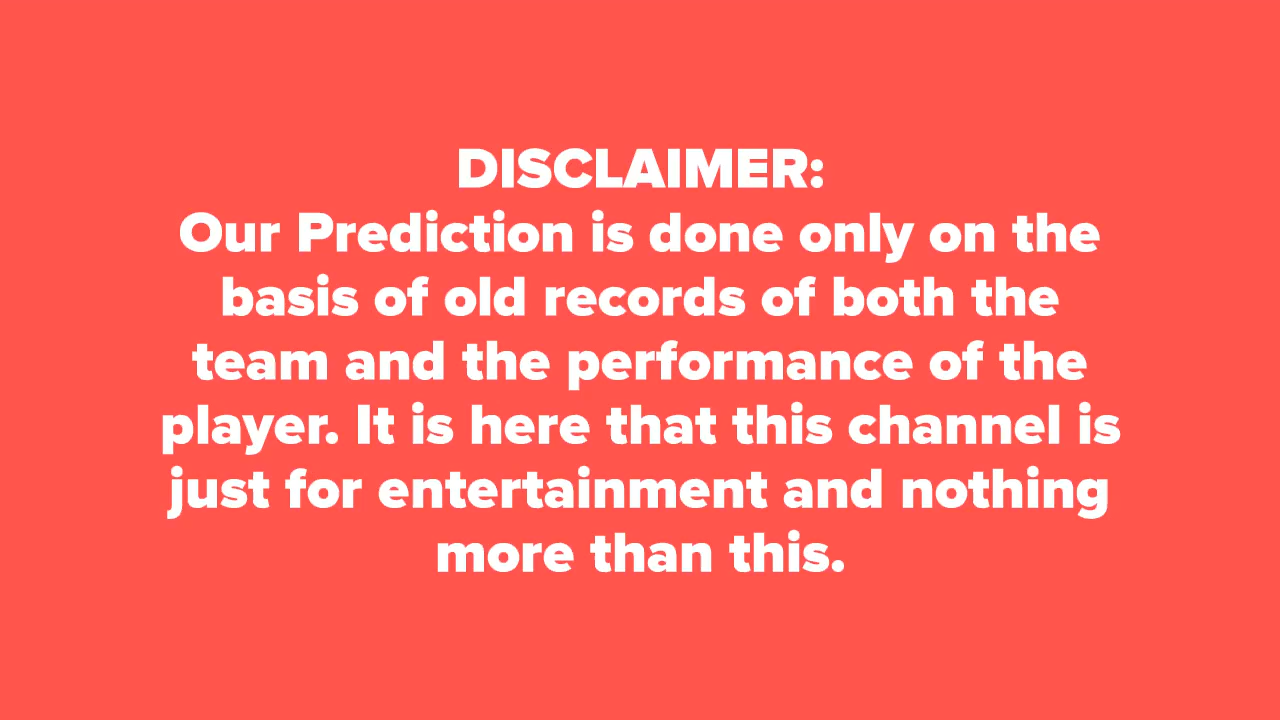 DISCLAIMER:
Our Prediction is done only on the
basis of old records of both the
team and the performance of the
player. It is here that this channel is
just for entertainment and nothing
more than this.